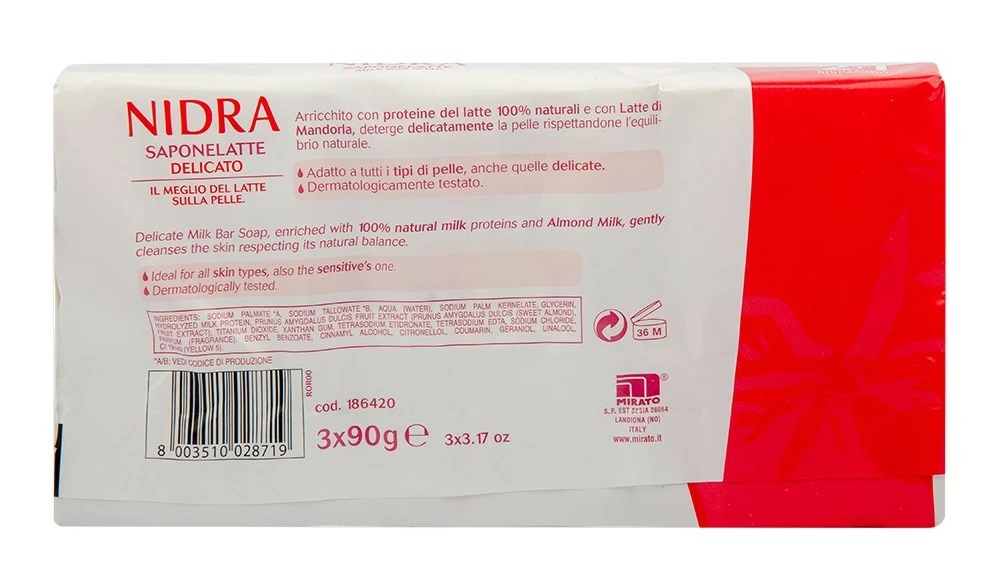 NIDRA
SAPONELATTE
DELICATO
IL MEGLIO DEL LATTE
SULLA PELLE.
Arricchito con proteine del latte 100% naturali e con Latte di
Mandorla, deterge delicatamente la pelle rispettandone l'equili-
brio naturale.
Adatto a tutti i tipi di pelle, anche quelle delicate.
Dermatologicamente testato.
Delicate Milk Bar Soap, enriched with 100% natural milk proteins and Almond Milk, gently
cleanses the skin respecting its natural balance.
Ideal for all skin types, also the sensitive's one.
Dermatologically tested.
INGREDIENTS: SODIUM PALMATE *A, SODIUM TALLOWATE *B, AQUA (WATER), SODIUM PALM KERNELATE, GLYCERIN,
HYDROLYZED MILK PROTEIN, PRUNUS AMYGDALUS DULCIS FRUIT EXTRACT (PRUNUS AMYGDALUS DULCIS (SWEET ALMOND),
FRUIT EXTRACT), TITANIUM DIOXIDE, XANTHAN GUM, TETRASODIUM ETIDRONATE, TETRASODIUM EDTA, SODIUM CHLORIDE,
PARFUM (FRAGRANCE), BENZYL BENZOATE, CINNAMYL ALCOHOL, CITRONELLOL, COUMARIN, GERANIOL, LINALOOL,
CI 19140 (YELLOW 5).
*A/B: VEDI CODICE DI PRODUZIONE
36 M
ROR00
8 003510 028719
cod. 186420
3x90g e 3x3.17 oz
MIRATO®
S.P. EST SESIA 28064
LANDIONA (NO)
ITALY
www.mirato.it